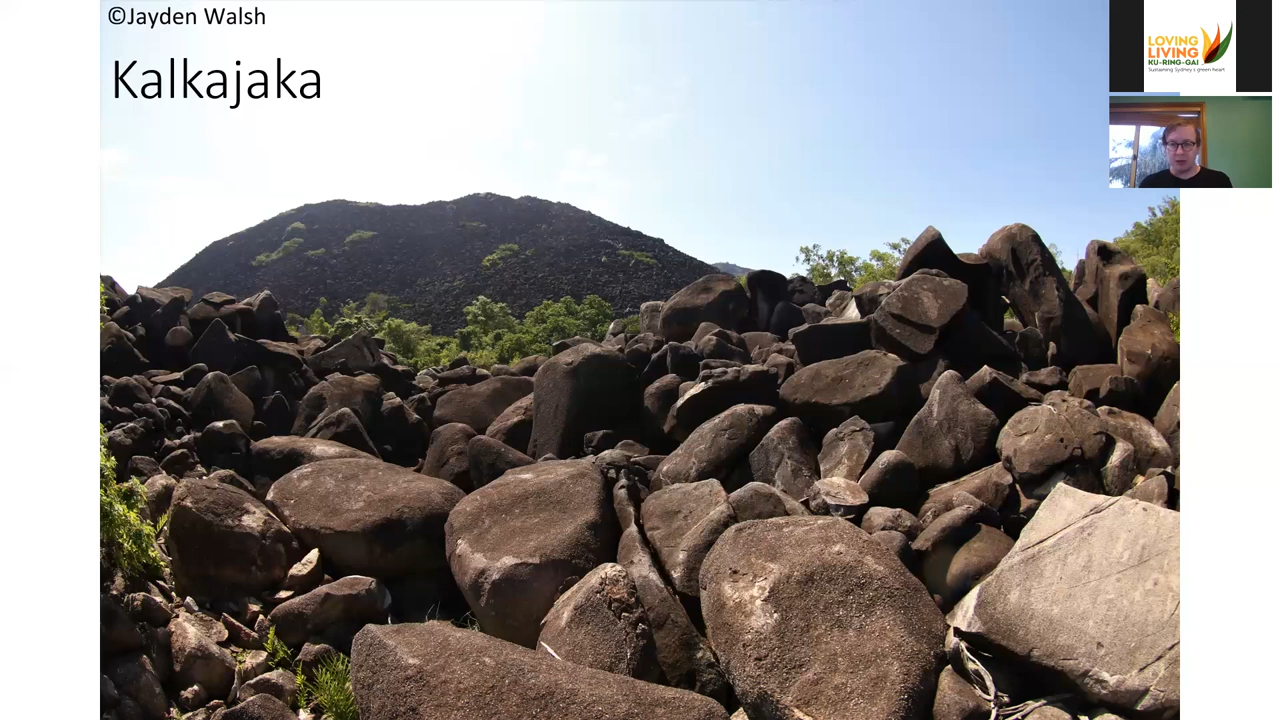 ©Jayden Walsh
Kalkajaka
LOVING
LIVING
KU-RING-GAI
Sustaining Sydney's green heart